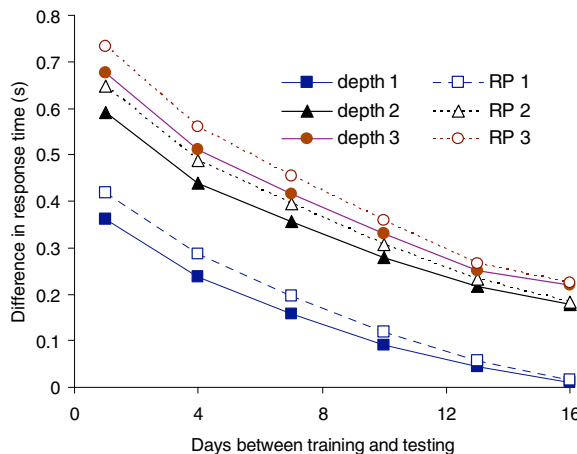 0.8
0.7
0.6
0.5
0.4
0.3
0.2
0.1
0
Difference in response time (s)
depth 1 RP 1
depth 2 RP 2
depth 3 RP 3
0 4 8 12 16
Days between training and testing